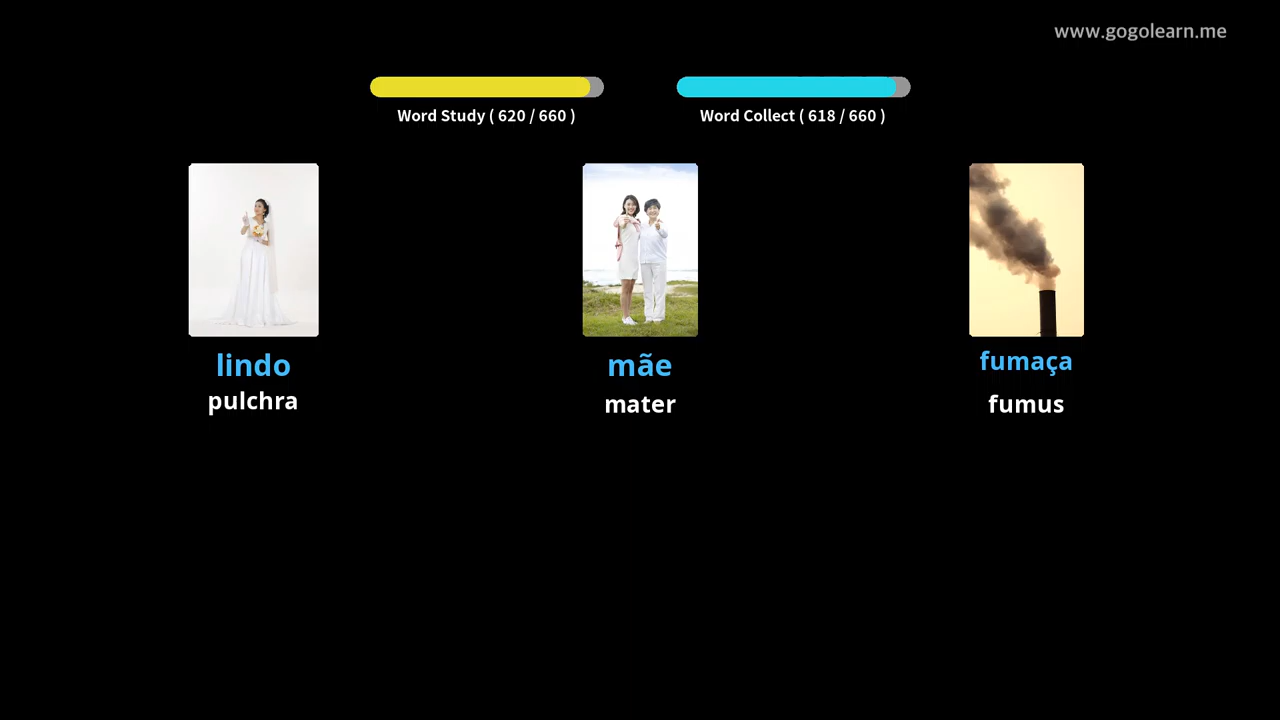 www.gogolearn.me
Word Study ( 620 / 660 )
Word Collect ( 618 / 660 )
lindo
pulchra
mãe
mater
fumaça
fumus